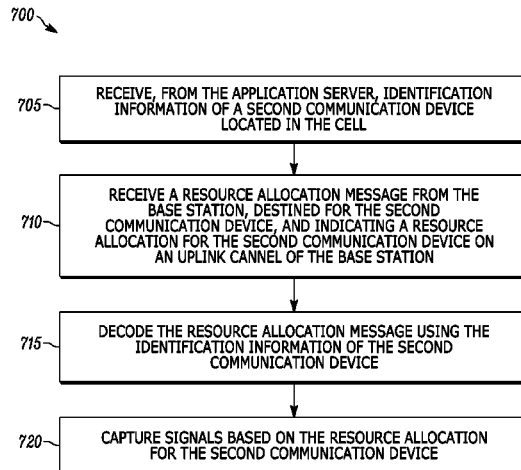 700
705
RECEIVE, FROM THE APPLICATION SERVER, IDENTIFICATION
INFORMATION OF A SECOND COMMUNICATION DEVICE
LOCATED IN THE CELL
710
RECEIVE A RESOURCE ALLOCATION MESSAGE FROM THE
BASE STATION, DESTINED FOR THE SECOND
COMMUNICATION DEVICE, AND INDICATING A RESOURCE
ALLOCATION FOR THE SECOND COMMUNICATION DEVICE ON
AN UPLINK CANNEL OF THE BASE STATION
715
DECODE THE RESOURCE ALLOCATION MESSAGE USING THE
IDENTIFICATION INFORMATION OF THE SECOND
COMMUNICATION DEVICE
720
CAPTURE SIGNALS BASED ON THE RESOURCE ALLOCATION
FOR THE SECOND COMMUNICATION DEVICE